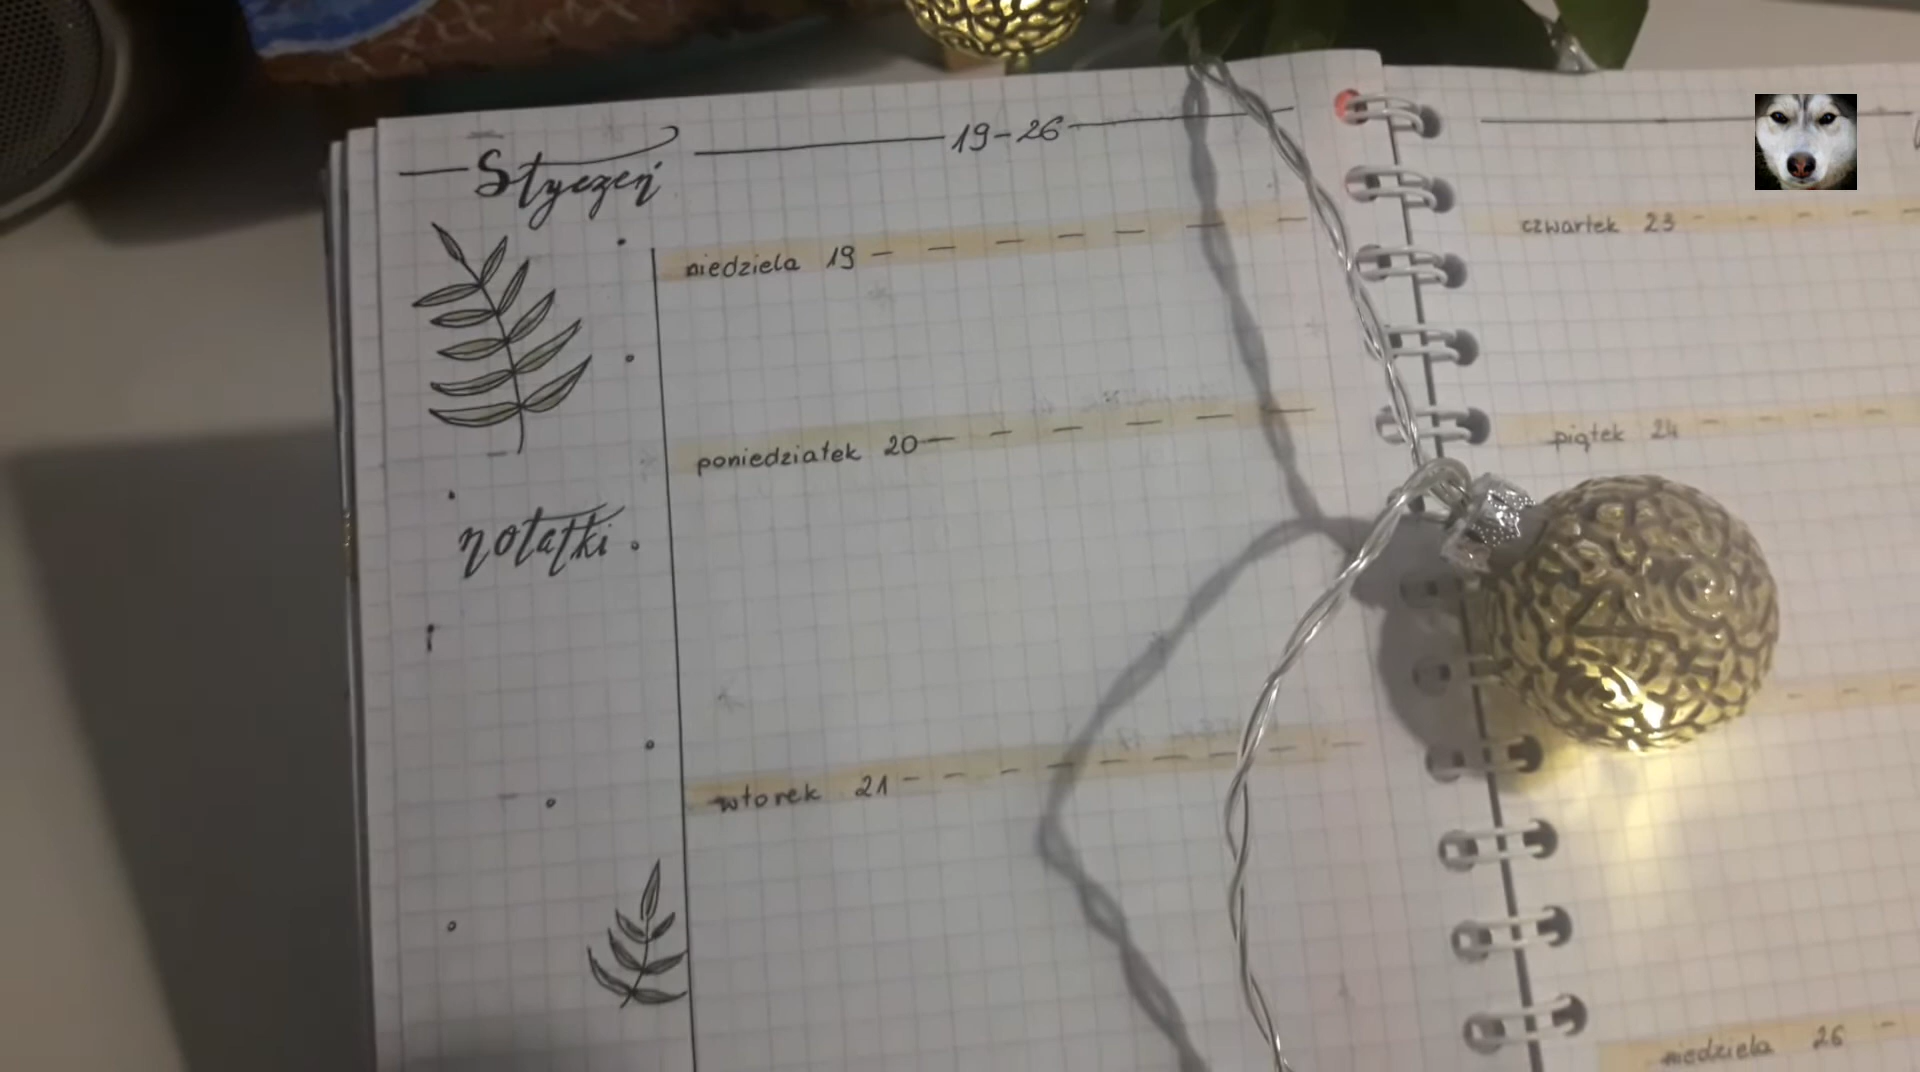 Styczeń
19-26
niedziela 19
poniedziałek 20
notatki
wtorek 21
czwartek 23
piątek 24
niedziela 26